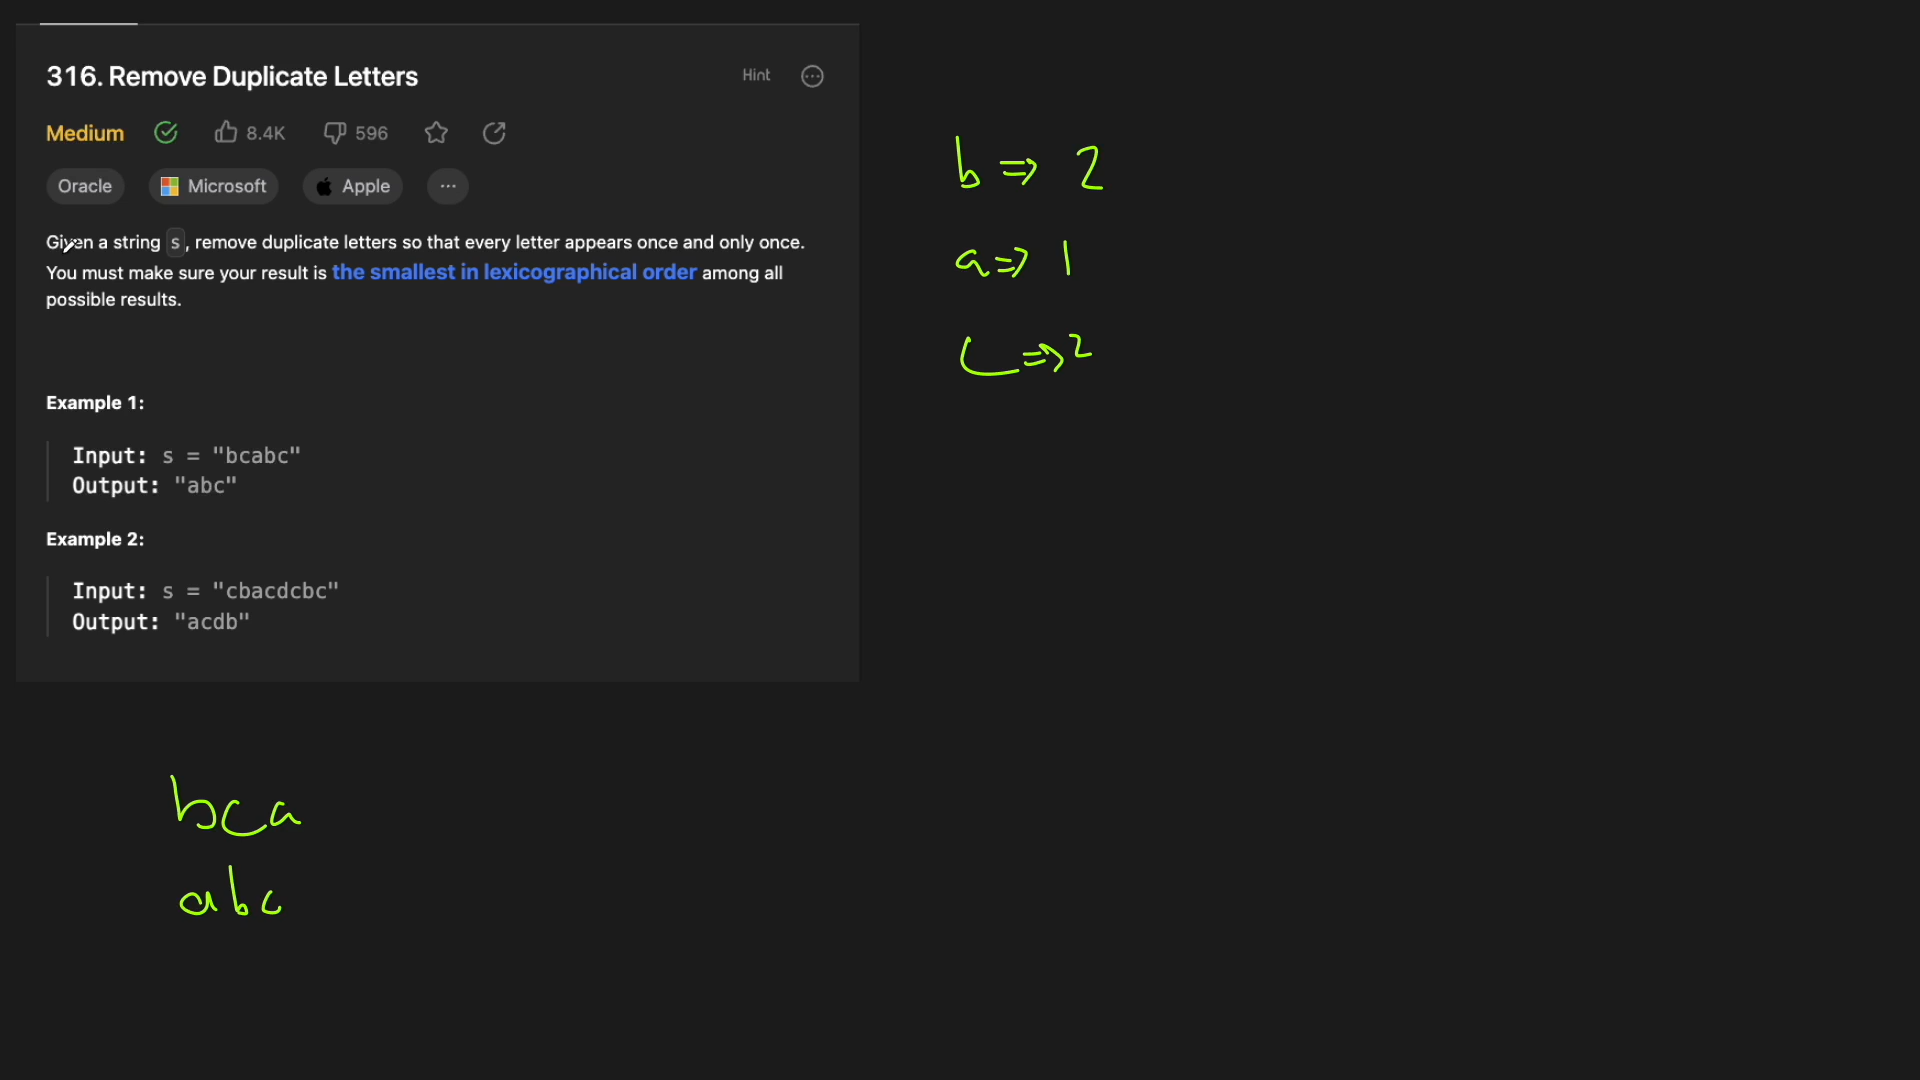 316. Remove Duplicate Letters
Hint
Medium
8.4K
596
Oracle
Microsoft
Apple
Given a string s, remove duplicate letters so that every letter appears once and only once.
You must make sure your result is the smallest in lexicographical order among all
possible results.
Example 1:
Input: s = "bcabc"
Output: "abc"
Example 2:
Input: s = "cbacdcbc"
Output: "acdb"
b => 2
a => 1
c => 2
bca
abc